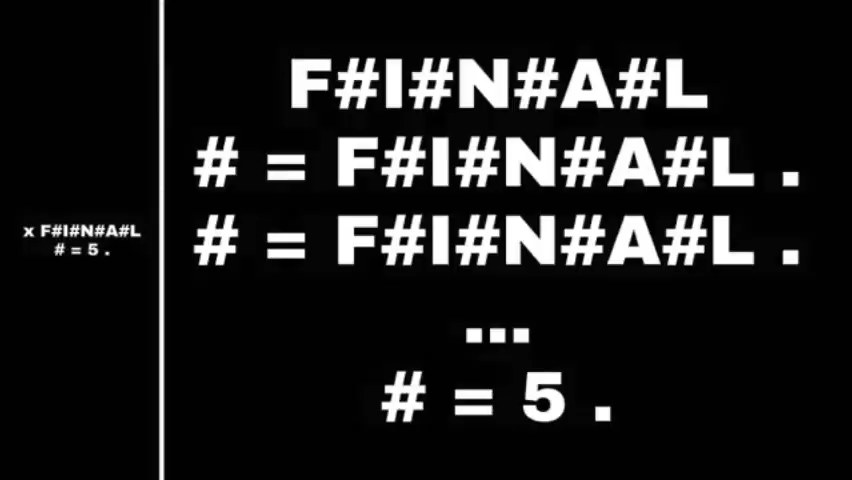 x F#I#N#A#L
# = 5 .
F#I#N#A#L
# = F#I#N#A#L .
# = F#I#N#A#L .
...
# = 5 .